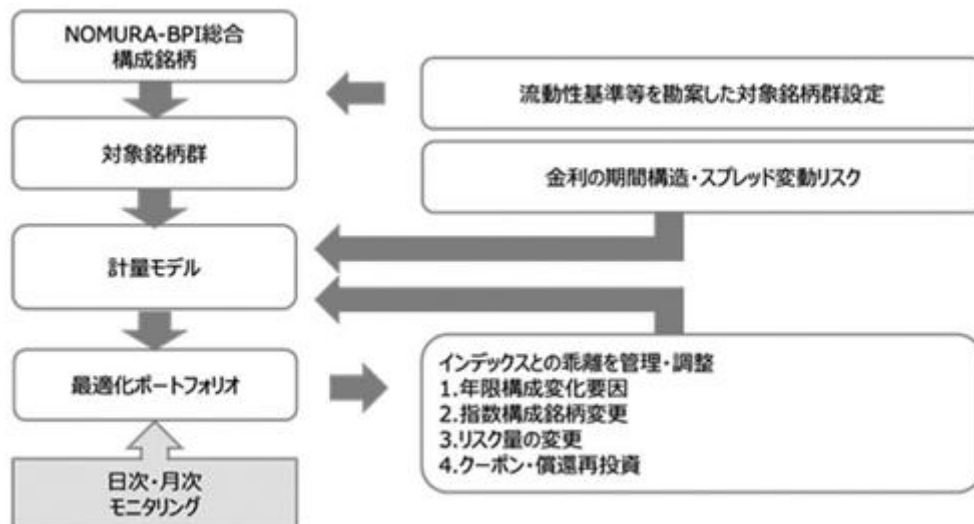 NOMURA-BPI総合
構成銘柄
流動性基準等を勘案した対象銘柄群設定
対象銘柄群
金利の期間構造・スプレッド変動リスク
計量モデル
最適化ポートフォリオ
インデックスとの乖離を管理・調整
1.年限構成変化要因
2.指数構成銘柄変更
3.リスク量の変更
4.クーポン・償還再投資
日次・月次
モニタリング